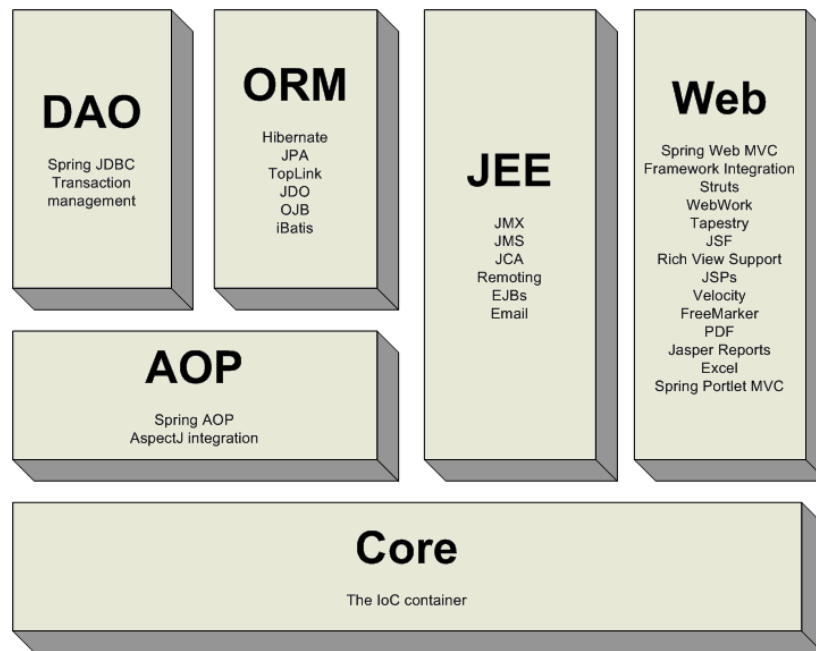 DAO
Spring JDBC
Transaction
management
ORM
Hibernate
JPA
TopLink
JDO
OJB
iBatis
JEE
JMX
JMS
JCA
Remoting
EJBs
Email
Web
Spring Web MVC
Framework Integration
Struts
WebWork
Tapestry
JSF
Rich View Support
JSPs
Velocity
FreeMarker
PDF
Jasper Reports
Excel
Spring Portlet MVC
AOP
Spring AOP
AspectJ integration
Core
The IoC container